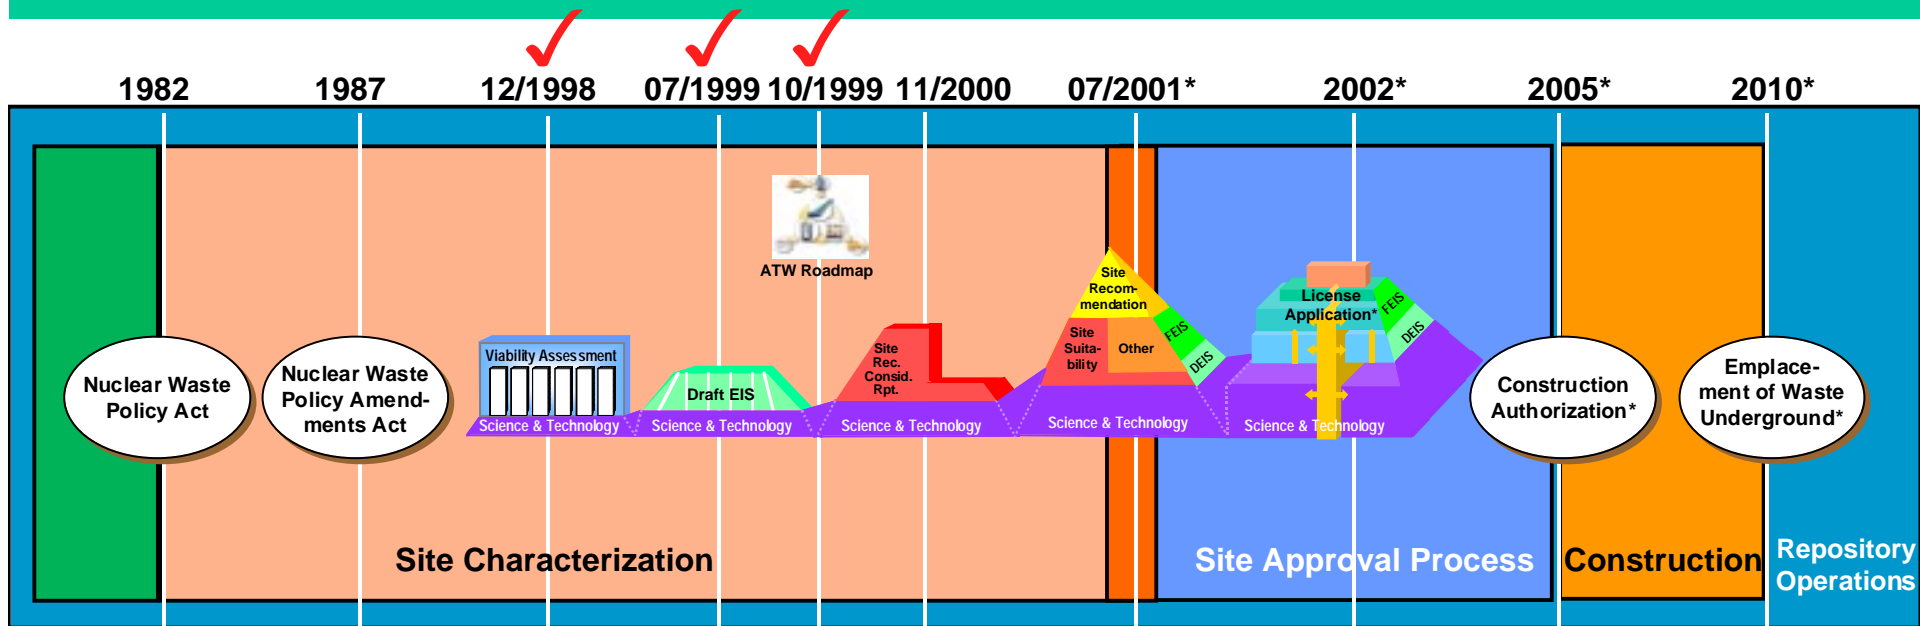 1982
1987
12/1998
07/1999
10/1999
11/2000
07/2001*
2002*
2005*
2010*
ATW Roadmap
Nuclear Waste
Policy Act
Nuclear Waste
Policy Amend-
ments Act
Viability Assessment
Science & Technology
Draft EIS
Science & Technology
Site
Rec.
Consid.
Rpt.
Science & Technology
Site
Recom-
mendation
Site
Suita-
bility
Other
FEIS
DEIS
Science & Technology
License
Application*
FEIS
DEIS
Science & Technology
Construction
Authorization*
Emplace-
ment of Waste
Underground*
Site Characterization
Site Approval Process
Construction
Repository
Operations